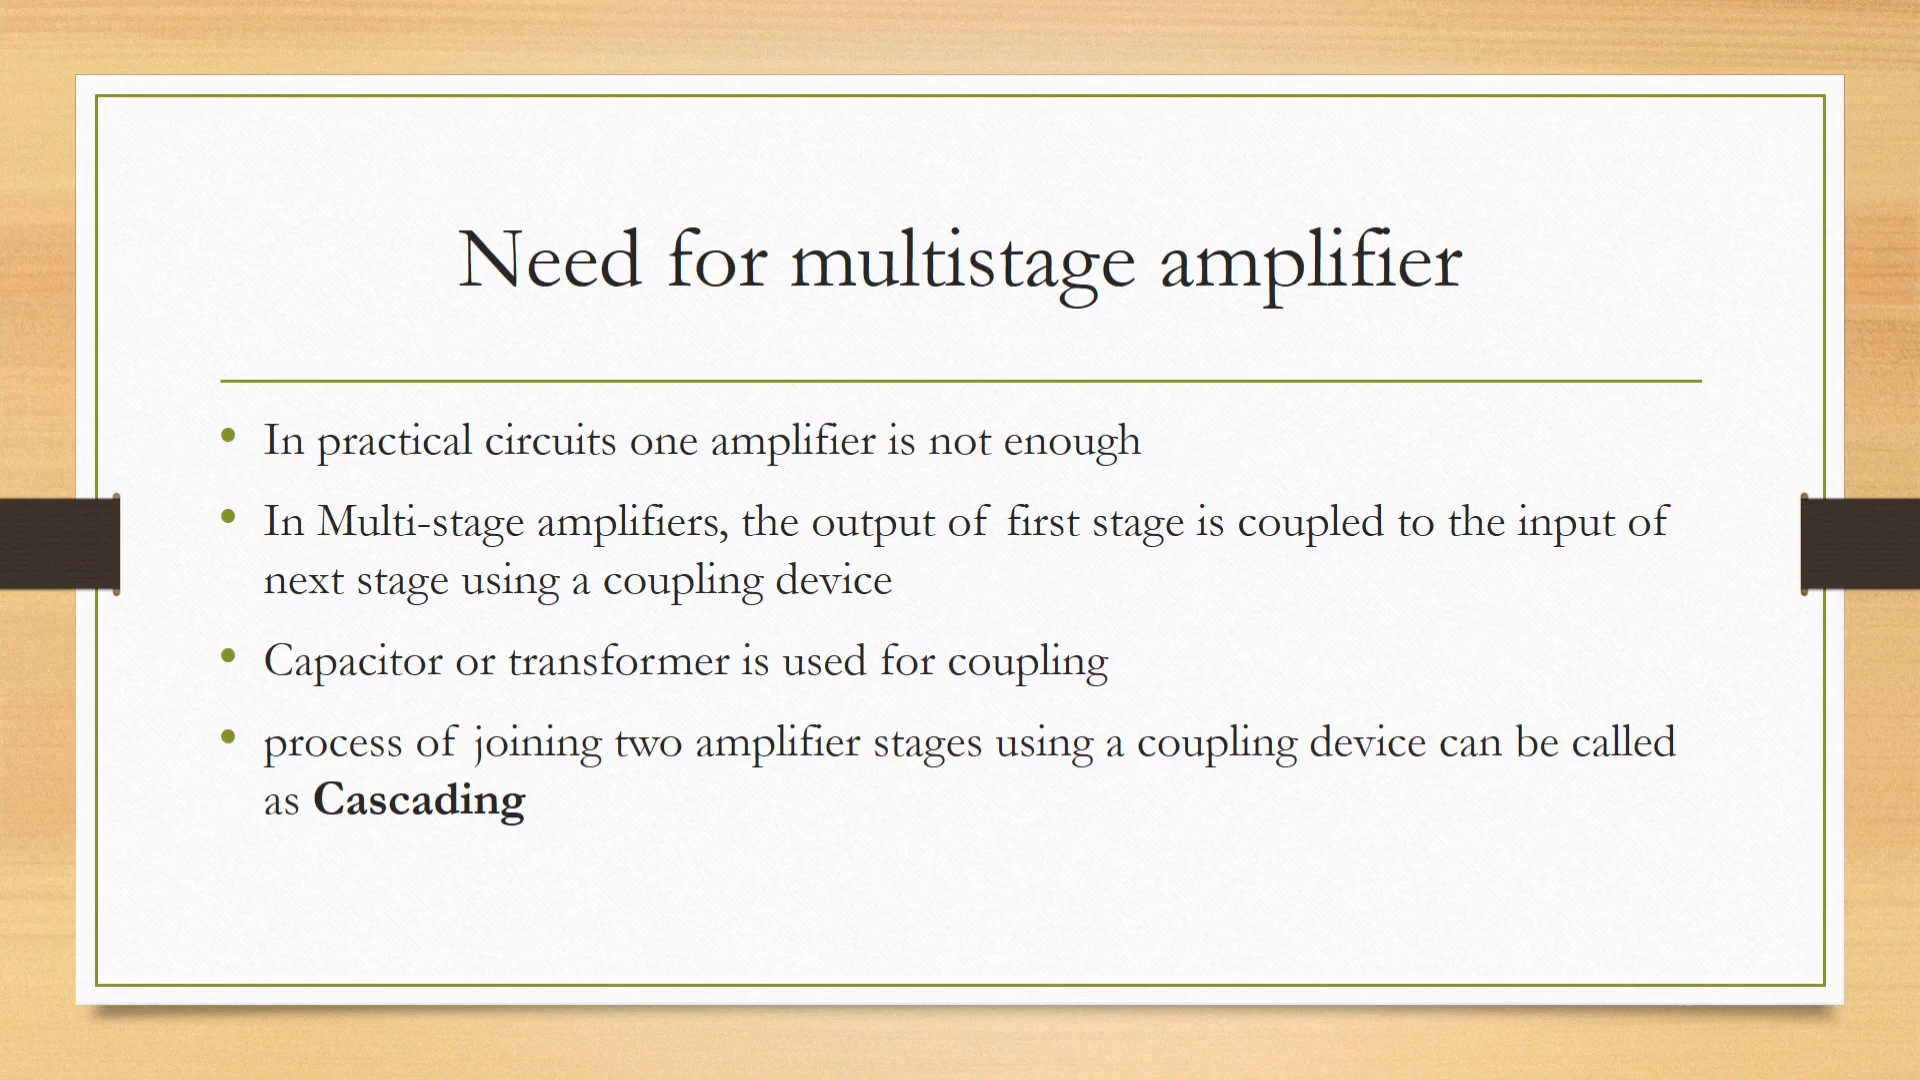 Need for multistage amplifier
• In practical circuits one amplifier is not enough
• In Multi-stage amplifiers, the output of first stage is coupled to the input of
next stage using a coupling device
• Capacitor or transformer is used for coupling
• process of joining two amplifier stages using a coupling device can be called
as Cascading